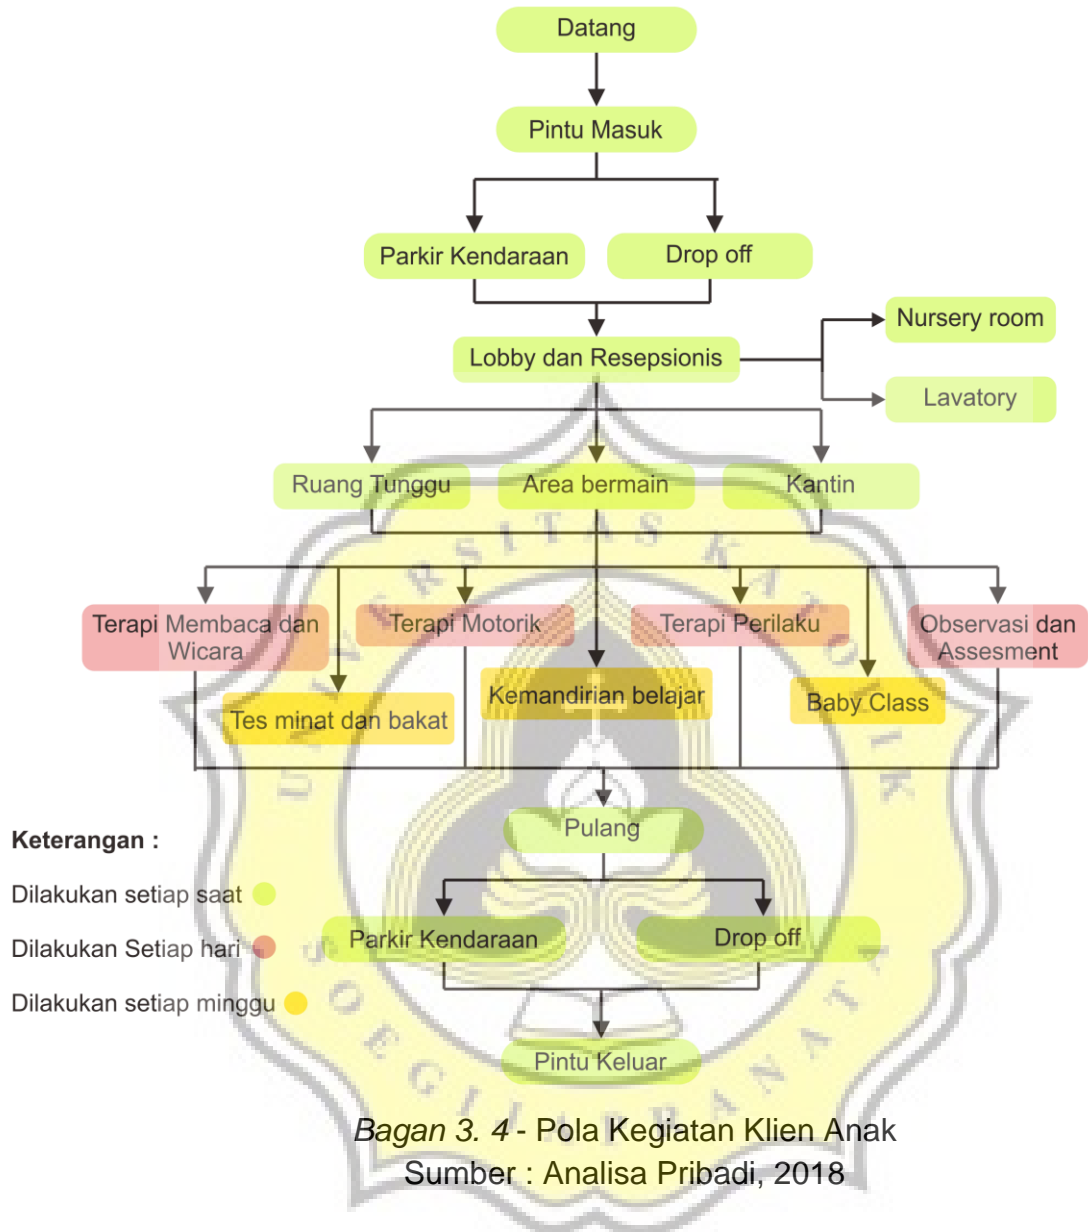 Datang
Pintu Masuk
Parkir Kendaraan
Drop off
Lobby dan Resepsionis
Nursery room
Lavatory
Ruang Tunggu
Area bermain
Kantin
Terapi Membaca dan
Wicara
Terapi Motorik
Terapi Perilaku
Observasi dan
Assesment
Tes minat dan bakat
Kemandirian belajar
Baby Class
Pulang
Parkir Kendaraan
Drop off
Pintu Keluar
Keterangan :
Dilakukan setiap saat
Dilakukan Setiap hari
Dilakukan setiap minggu
Bagan 3. 4 - Pola Kegiatan Klien Anak
Sumber : Analisa Pribadi, 2018
UNIVERSITAS KATOLIK
SOEGIJAPRANATA